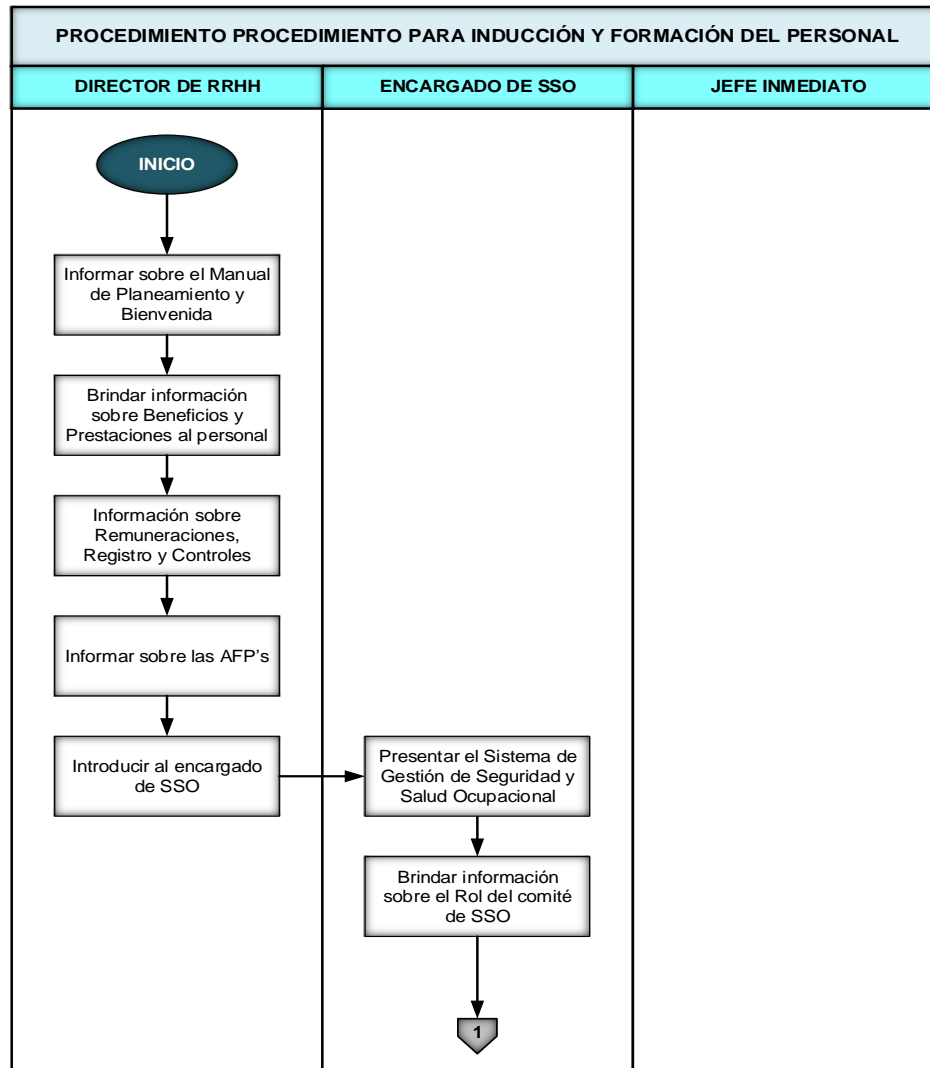 PROCEDIMIENTO PROCEDIMIENTO PARA INDUCCIÓN Y FORMACIÓN DEL PERSONAL
DIRECTOR DE RRHH
ENCARGADO DE SSO
JEFE INMEDIATO
INICIO
Informar sobre el Manual
de Planeamiento y
Bienvenida
Brindar información
sobre Beneficios y
Prestaciones al personal
Información sobre
Remuneraciones,
Registro y Controles
Informar sobre las AFP's
Introducir al encargado
de SSO
Presentar el Sistema de
Gestión de Seguridad y
Salud Ocupacional
Brindar información
sobre el Rol del comité
de SSO
1